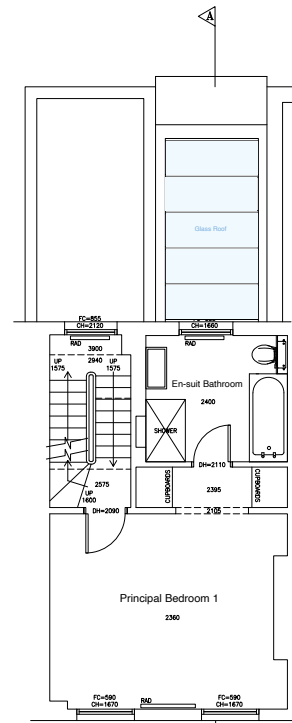 A
Glass Roof
FC=855
CH=2120
CH=1660
RAD
RAD
3900
2940
UP
1575
UP
1575
En-suit Bathroom
2400
SHOWER
2575
UP
1600
DH=2090
DH=2110
CUPBOARDS
2395
CUPBOARDS
2105
Principal Bedroom 1
2360
FC=590
CH=1670
RAD
FC=590
CH=1670